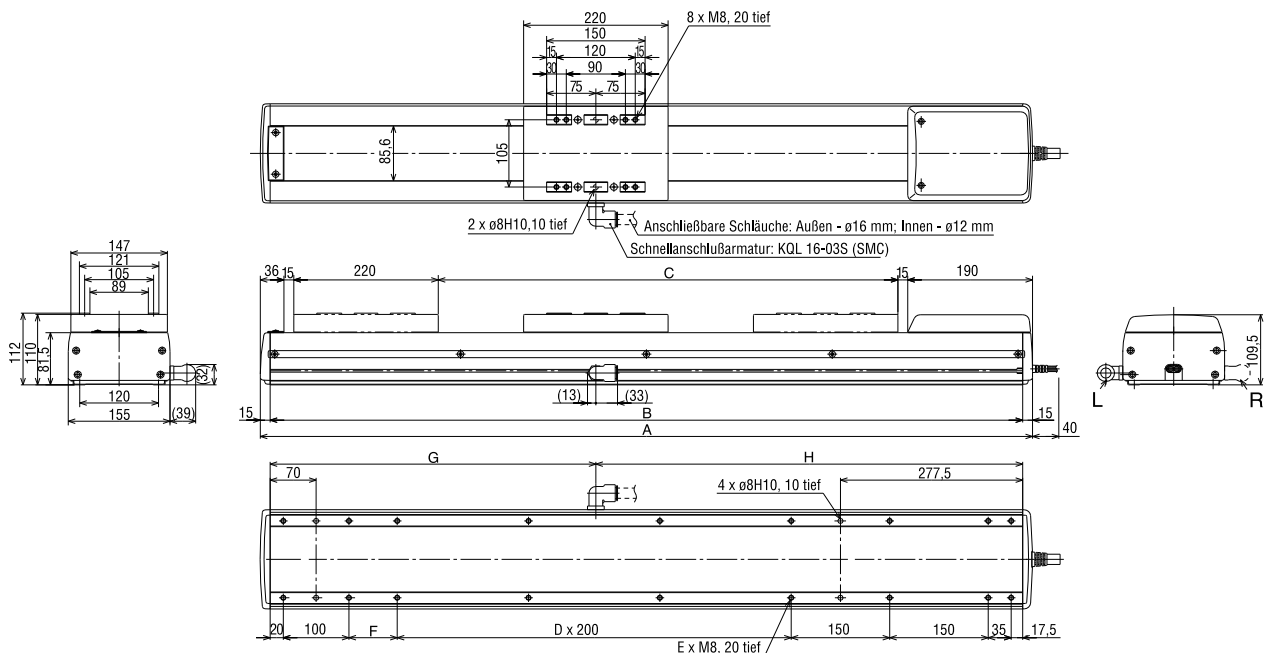 220
8 x M8, 20 tief
150
15 120 15
30 90 30
75 75
85,6
105
2 x ø8H10,10 tief
Anschließbare Schläuche: Außen - ø16 mm; Innen - ø12 mm
Schnellanschlußarmatur: KQL 16-03S (SMC)
147
121
105
89
112
110
81,5
(32)
120
155
(39)
36
15
220
C
15
190
(13)
(33)
15
B
15
A
40
109,5
L
R
G
H
70
277,5
4 x ø8H10, 10 tief
20
100
F
D x 200
150
150
35
17,5
E x M8, 20 tief